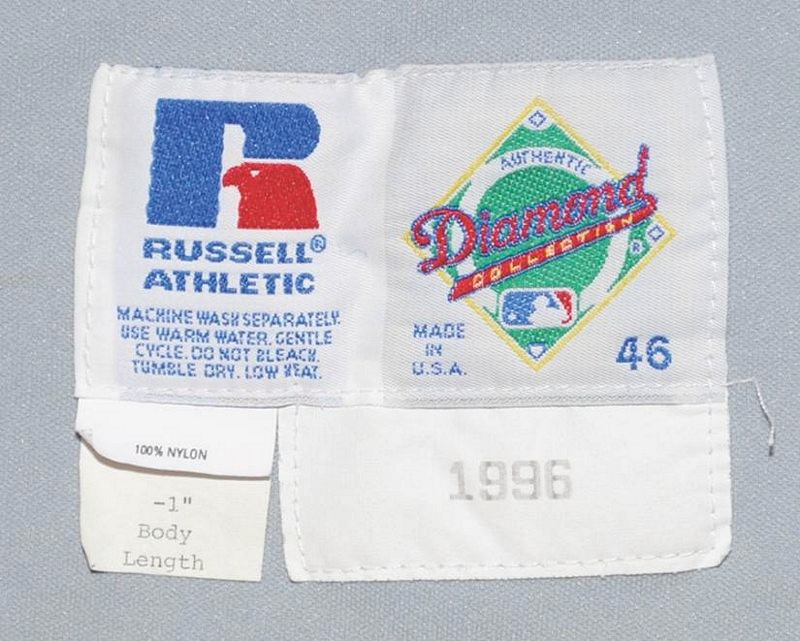 RUSSELL®
ATHLETIC
MACHINE WASH SEPARATELY.
USE WARM WATER. GENTLE
CYCLE. DO NOT BLEACH.
TUMBLE DRY. LOW HEAT.
AUTHENTIC
Diamond
COLLECTION
®
MADE
IN
U.S.A.
46
100% NYLON
-1"
Body
Length
1996